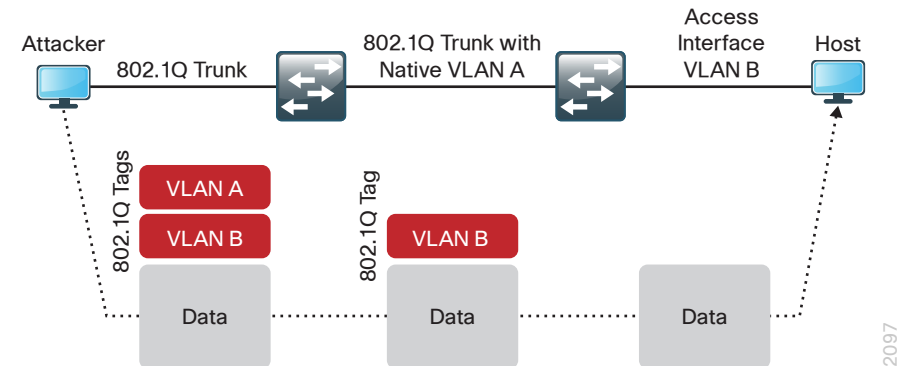 Attacker
802.1Q Trunk
802.1Q Trunk with
Native VLAN A
Access
Interface
VLAN B
Host
802.1Q Tags
VLAN A
VLAN B
Data
802.1Q Tag
VLAN B
Data
Data
2097